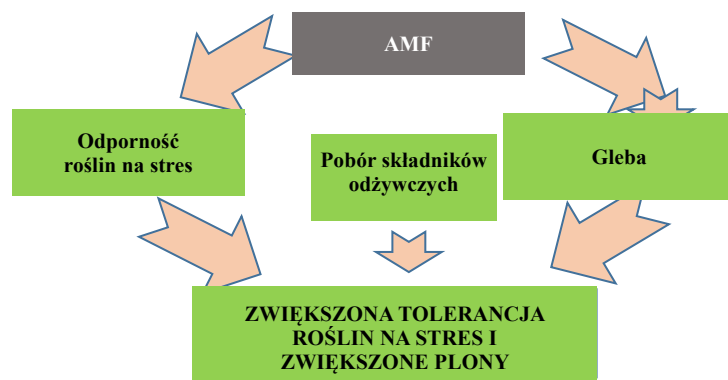 AMF
Odporność
roślin na stres
Pobór składników
odżywczych
Gleba
ZWIĘKSZONA TOLERANCJA
ROŚLIN NA STRES I
ZWIĘKSZONE PLONY